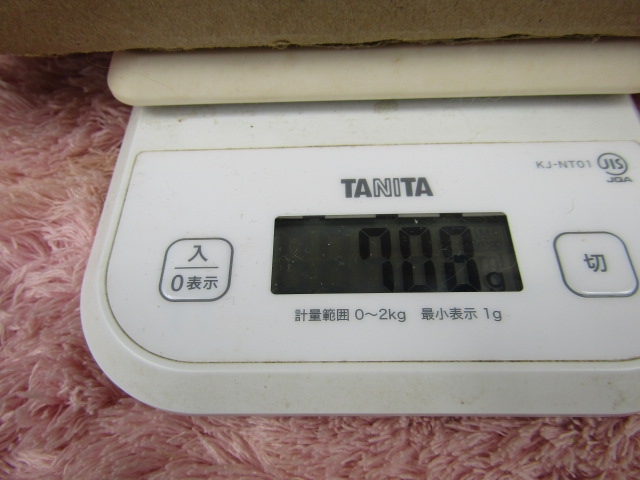 KJ-NT01 JIS
JQA
TANITA
入
0表示
708g
切
計量範囲 0～2kg 最小表示 1g